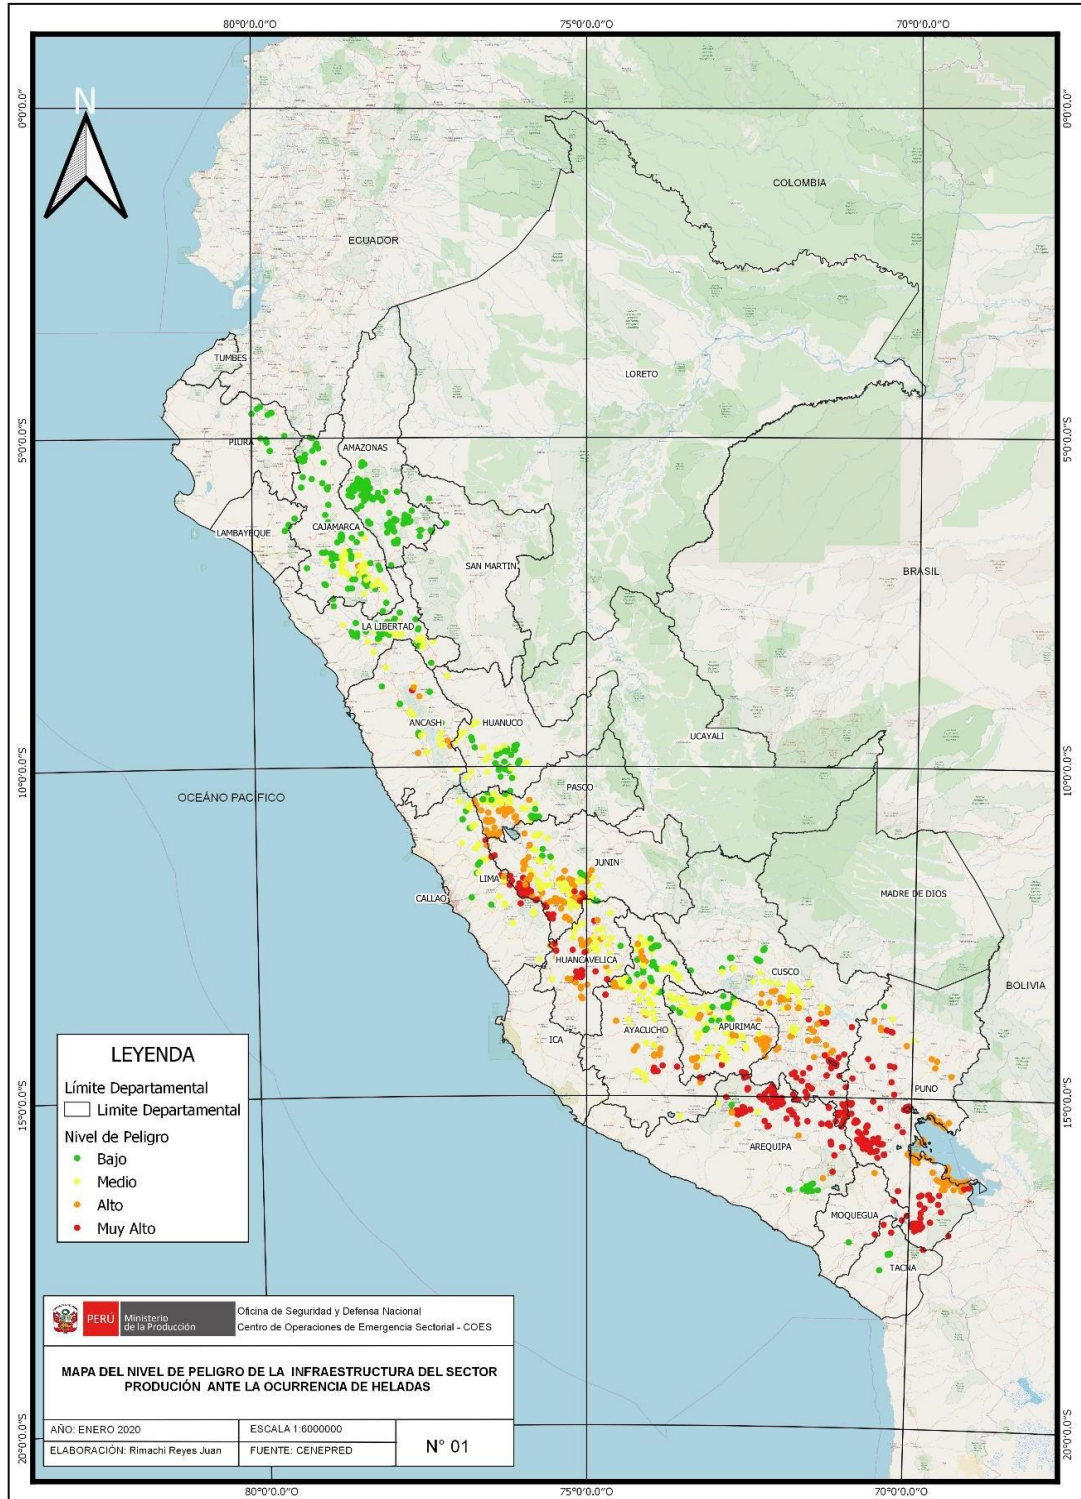 80°0'0.0"O
75°0'0.0"O
70°0'0.0"O
N
0°0'0.0"
0°0'0.0"
COLOMBIA
ECUADOR
TUMBES
LORETO
PIURA
AMAZONAS
5°0'0.0"S
5°0'0.0"S
LAMBAYEQUE
CAJAMARCA
SAN MARTIN
BRASIL
LA LIBERTAD
ANCASH
HUANUCO
UCAYALI
10°0'0.0"S
10°0'0.0"S
OCEÁNO PACÍFICO
PASCO
LIMA
JUNIN
CALLAO
MADRE DE DIOS
HUANCAVELICA
CUSCO
BOLIVIA
ICA
AYACUCHO
APURIMAC
PUNO
15°0'0.0"S
15°0'0.0"S
AREQUIPA
MOQUEGUA
TACNA
LEYENDA
Límite Departamental
Limite Departamental
Nivel de Peligro
Bajo
Medio
Alto
Muy Alto
PERÚ
Ministerio
de la Producción
Oficina de Seguridad y Defensa Nacional
Centro de Operaciones de Emergencia Sectorial - COES
MAPA DEL NIVEL DE PELIGRO DE LA INFRAESTRUCTURA DEL SECTOR
PRODUCIÓN ANTE LA OCURRENCIA DE HELADAS
AÑO: ENERO 2020
ESCALA 1:6000000
ELABORACIÓN: Rimachi Reyes Juan
FUENTE: CENEPRED
N° 01
20°0'0.0"S
20°0'0.0"S
80°0'0.0"O
75°0'0.0"O
70°0'0.0"O